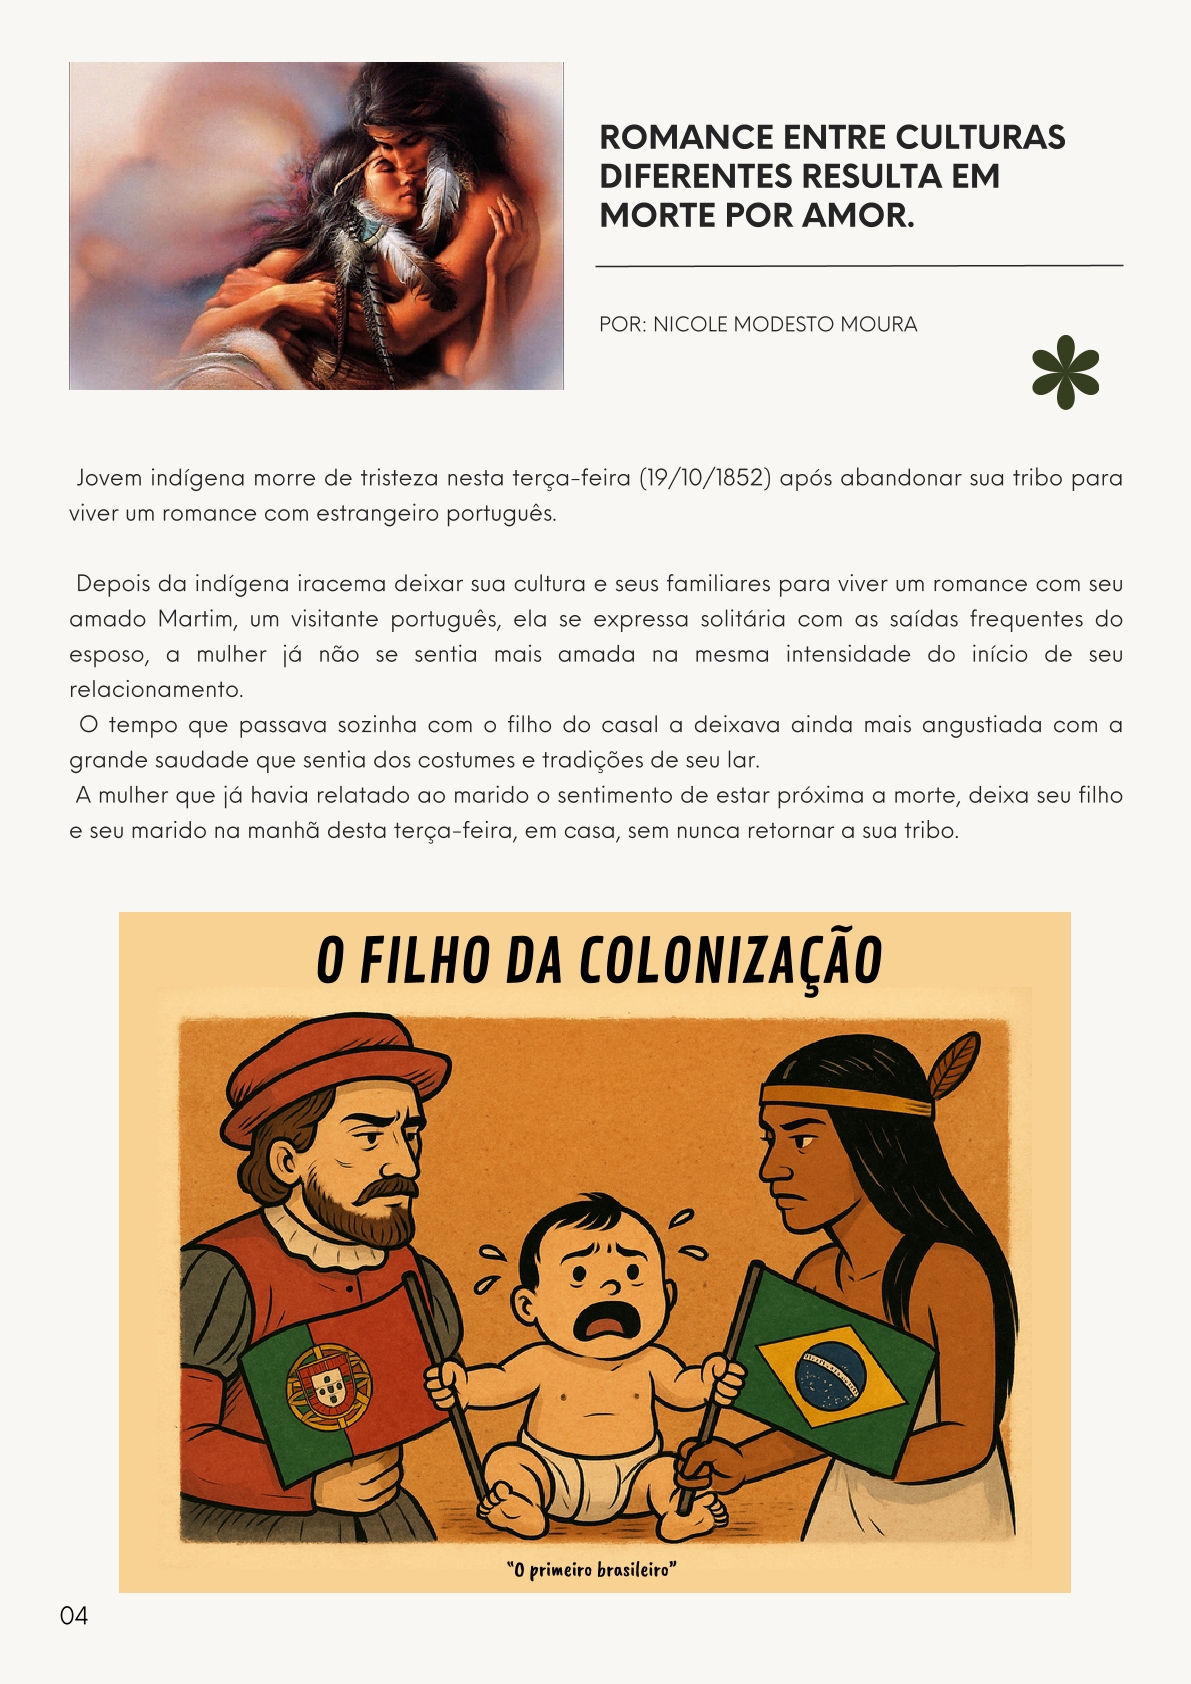 ROMANCE ENTRE CULTURAS
DIFERENTES RESULTA EM
MORTE POR AMOR.
POR: NICOLE MODESTO MOURA
Jovem indígena morre de tristeza nesta terça-feira (19/10/1852) após abandonar sua tribo para
viver um romance com estrangeiro português.
Depois da indígena iracema deixar sua cultura e seus familiares para viver um romance com seu
amado Martim, um visitante português, ela se expressa solitária com as saídas frequentes do
esposo, a mulher já não se sentia mais amada na mesma intensidade do início de seu
relacionamento.
O tempo que passava sozinha com o filho do casal a deixava ainda mais angustiada com a
grande saudade que sentia dos costumes e tradições de seu lar.
A mulher que já havia relatado ao marido o sentimento de estar próxima a morte, deixa seu filho
e seu marido na manhã desta terça-feira, em casa, sem nunca retornar a sua tribo.
O FILHO DA COLONIZAÇÃO
"O primeiro brasileiro"
04